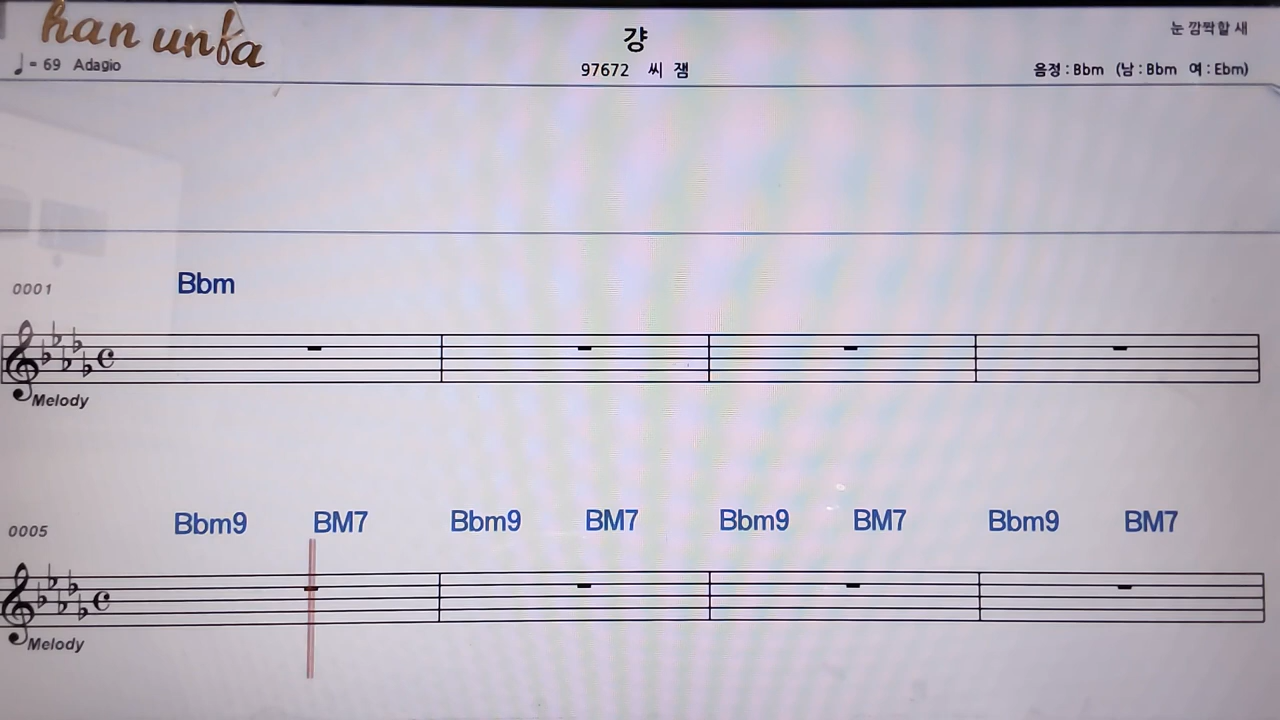 han unfa
걍
눈 깜짝할 새
♩= 69 Adagio
97672 씨 잼
음정 : Bbm (남 : Bbm 여 : Ebm)
0001 Bbm
Melody
0005 Bbm9 BM7 Bbm9 BM7 Bbm9 BM7 Bbm9 BM7
Melody